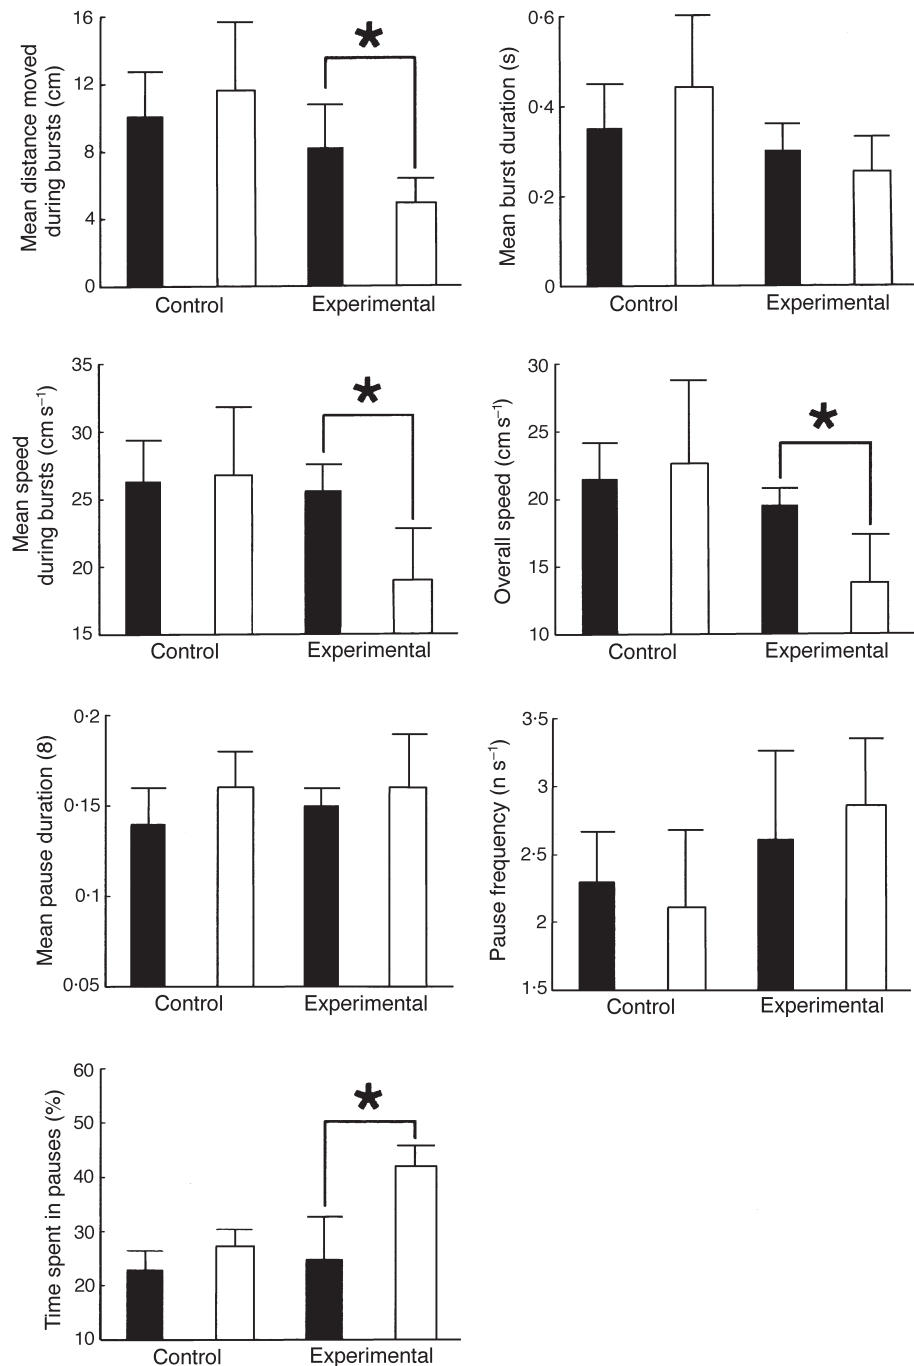 Mean distance moved
during bursts (cm)
16
12
8
4
0
*
Control
Experimental
Mean burst duration (s)
0·6
0·4
0·2
0
Control
Experimental
Mean speed
during bursts (cm s⁻¹)
35
30
25
20
15
*
Control
Experimental
Overall speed (cm s⁻¹)
30
25
20
15
10
*
Control
Experimental
Mean pause duration (8)
0·2
0·15
0·1
0·05
Control
Experimental
Pause frequency (n s⁻¹)
3·5
3
2·5
2
1·5
Control
Experimental
Time spent in pauses (%)
60
50
40
30
20
10
*
Control
Experimental